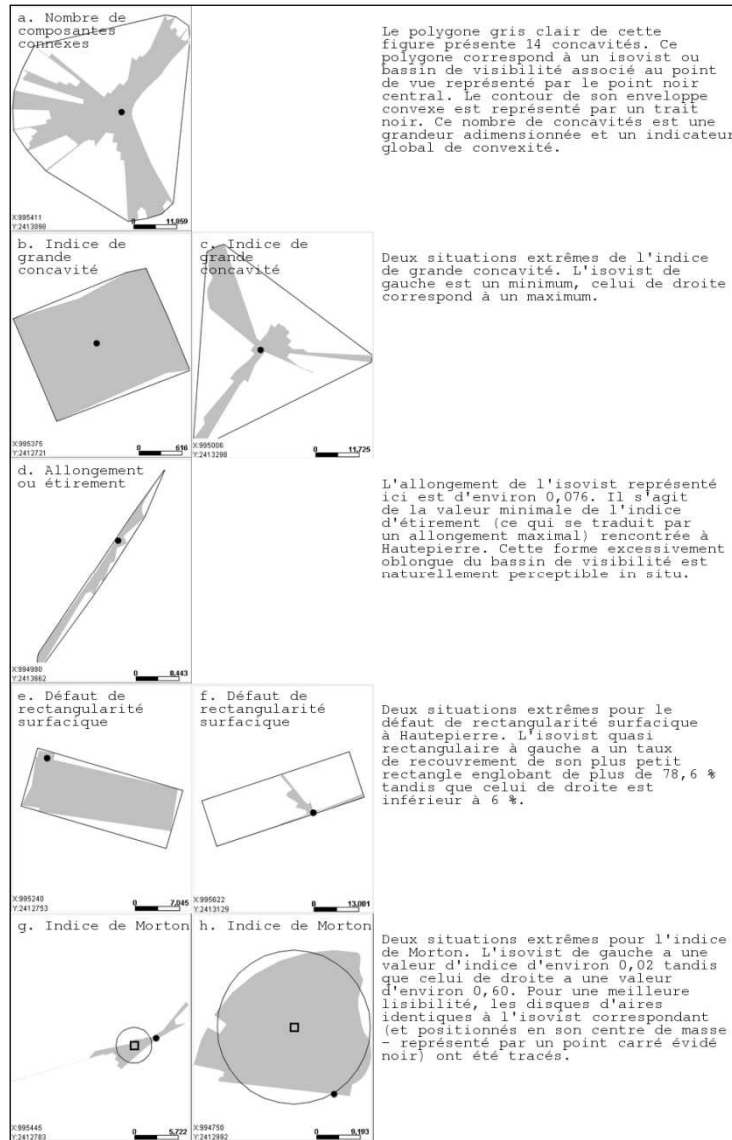 a. Nombre de
composantes
connexes
X:995411
Y:2413898
0 11,859
Le polygone gris clair de cette
figure présente 14 concavités. Ce
polygone correspond à un isovist ou
bassin de visibilité associé au point
de vue représenté par le point noir
central. Le contour de son enveloppe
convexe est représenté par un trait
noir. Ce nombre de concavités est une
grandeur adimensionnée et un indicateur
global de convexité.
b. Indice de
grande
concavité
X:995375
Y:2412721
0 616
c. Indice de
grande
concavité
X:995006
Y:2413298
0 11,725
Deux situations extrêmes de l'indice
de grande concavité. L'isovist de
gauche est un minimum, celui de droite
correspond à un maximum.
d. Allongement
ou étirement
X:994990
Y:2413662
0 8,443
L'allongement de l'isovist représenté
ici est d'environ 0,076. Il s'agit
de la valeur minimale de l'indice
d'étirement (ce qui se traduit par
un allongement maximal) rencontrée à
Hautepierre. Cette forme excessivement
oblongue du bassin de visibilité est
naturellement perceptible in situ.
e. Défaut de
rectangularité
surfacique
X:995240
Y:2412753
0 7,045
f. Défaut de
rectangularité
surfacique
X:995622
Y:2413129
0 13,001
Deux situations extrêmes pour le
défaut de rectangularité surfacique
à Hautepierre. L'isovist quasi
rectangulaire à gauche a un taux
de recouvrement de son plus petit
rectangle englobant de plus de 78,6 %
tandis que celui de droite est
inférieur à 6 %.
g. Indice de Morton
X:995445
Y:2412783
0 5,722
h. Indice de Morton
X:994750
Y:2412992
0 9,193
Deux situations extrêmes pour l'indice
de Morton. L'isovist de gauche a une
valeur d'indice d'environ 0,02 tandis
que celui de droite a une valeur
d'environ 0,60. Pour une meilleure
lisibilité, les disques d'aires
identiques à l'isovist correspondant
(et positionnés en son centre de masse
– représenté par un point carré évidé
noir) ont été tracés.